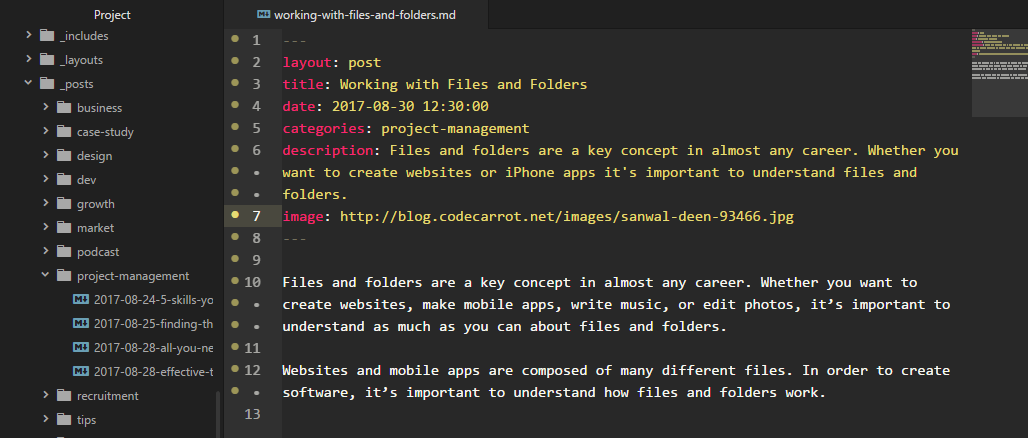 Project
_includes
_layouts
_posts
business
case-study
design
dev
growth
market
podcast
project-management
2017-08-24-5-skills-yo
2017-08-25-finding-th
2017-08-28-all-you-ne
2017-08-28-effective-t
recruitment
tips
working-with-files-and-folders.md
1 ---
2 layout: post
3 title: Working with Files and Folders
4 date: 2017-08-30 12:30:00
5 categories: project-management
6 description: Files and folders are a key concept in almost any career. Whether you
• want to create websites or iPhone apps it's important to understand files and
• folders.
7 image: http://blog.codecarrot.net/images/sanwal-deen-93466.jpg
8 ---
9
10 Files and folders are a key concept in almost any career. Whether you want to
• create websites, make mobile apps, write music, or edit photos, it’s important to
• understand as much as you can about files and folders.
11
12 Websites and mobile apps are composed of many different files. In order to create
• software, it’s important to understand how files and folders work.
13